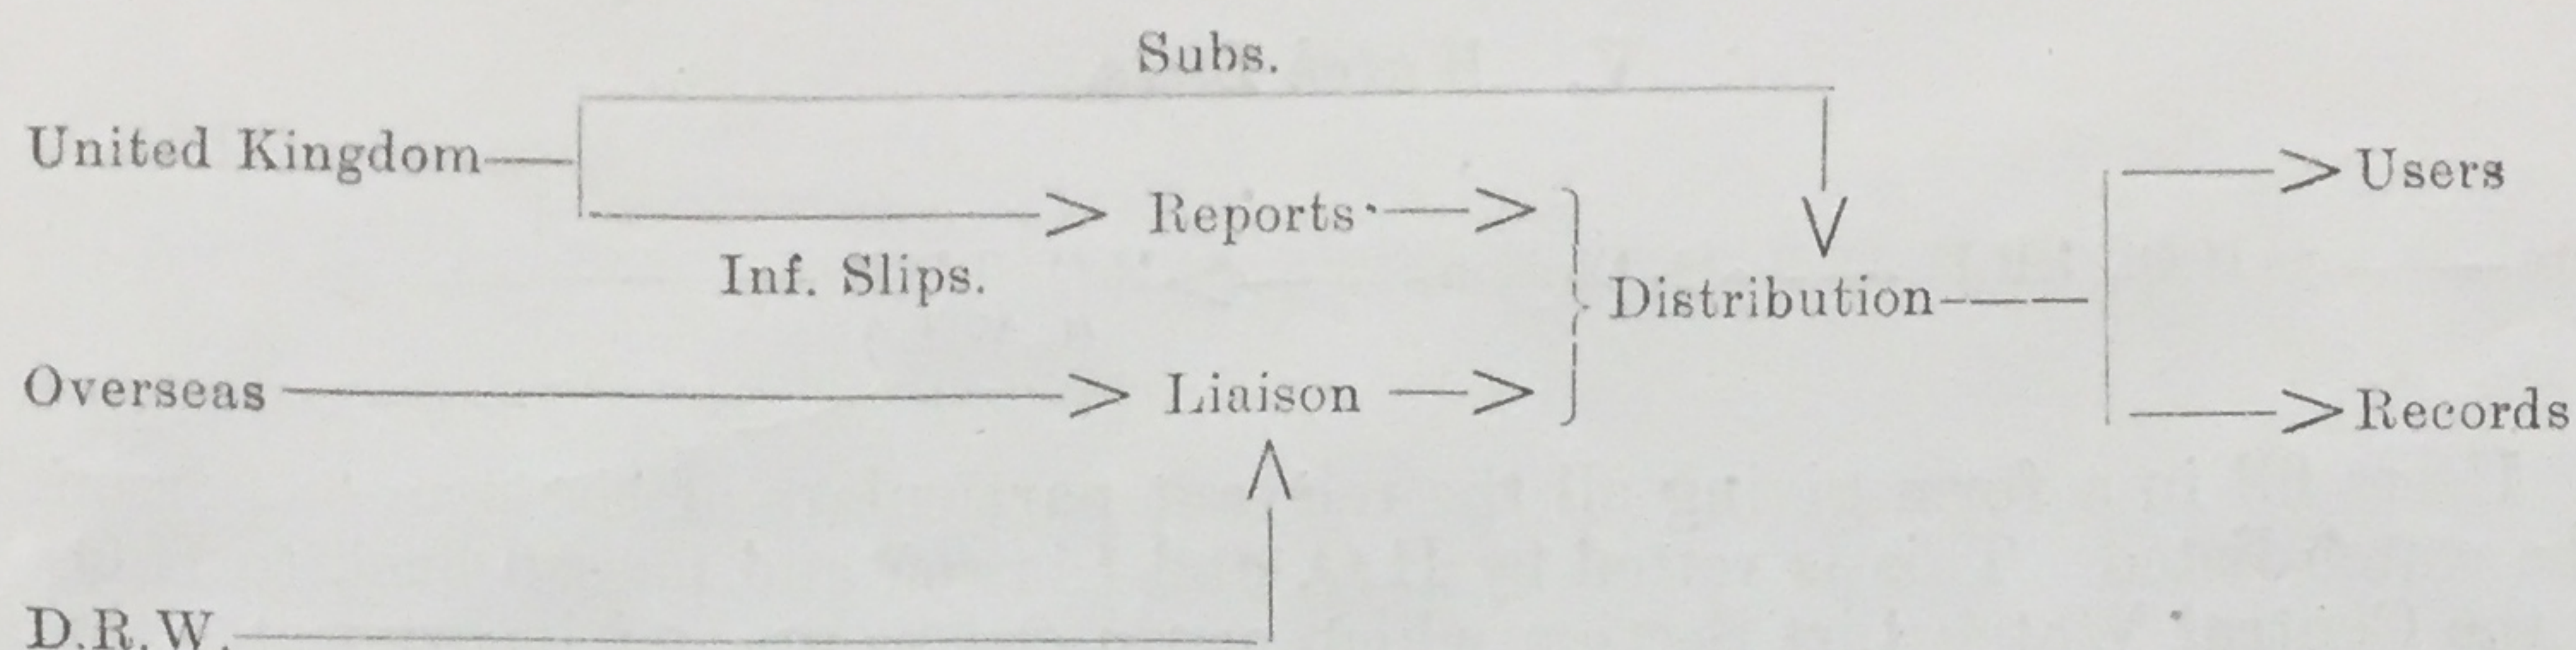 Subs.
United Kingdom
Users
Reports
Inf. Slips.
Distribution
Overseas
Liaison
Records
D.R.W.